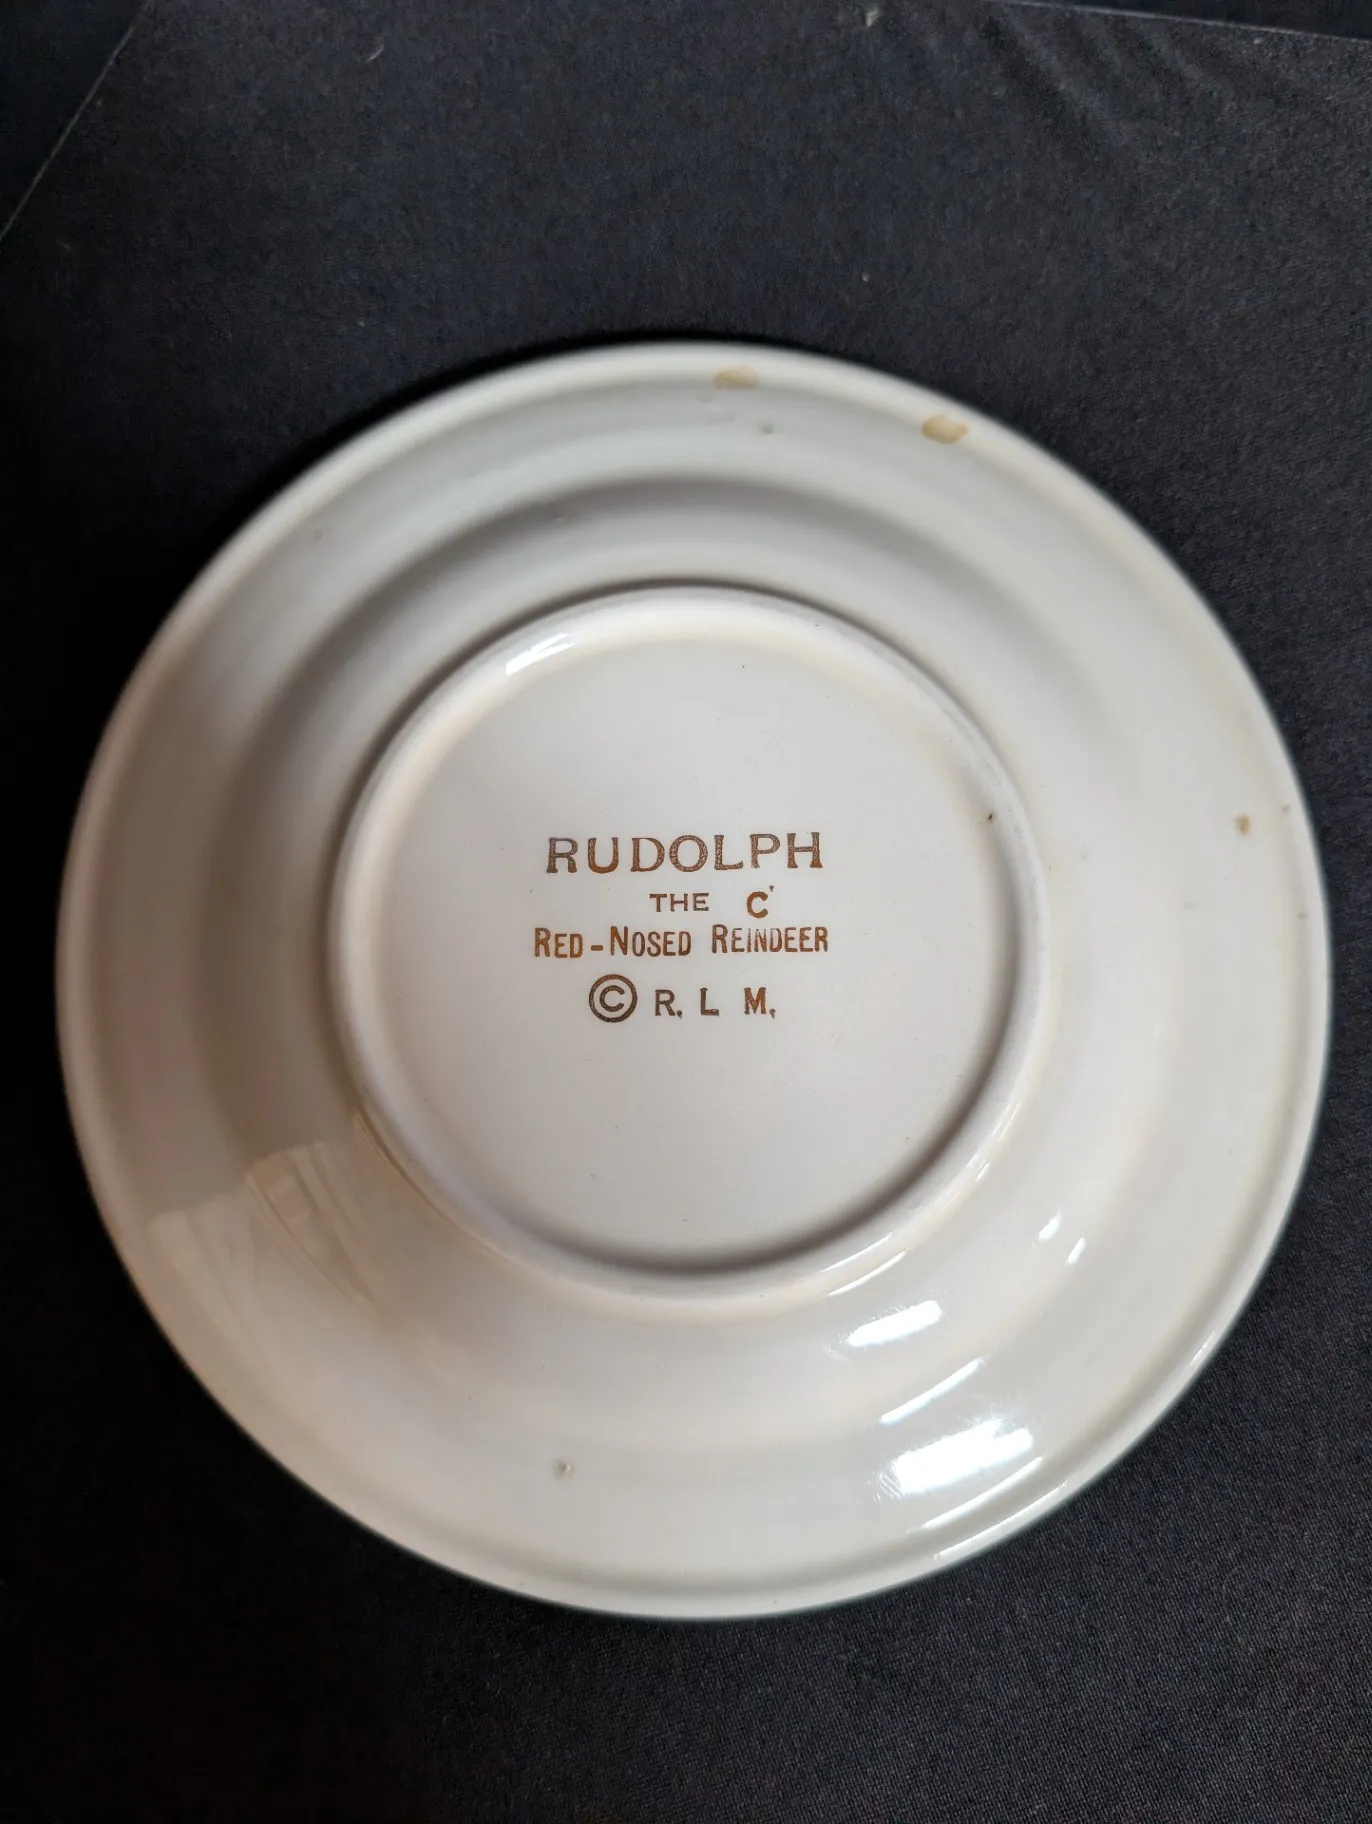 RUDOLPH
THE C'
RED-NOSED REINDEER
© R. L M.